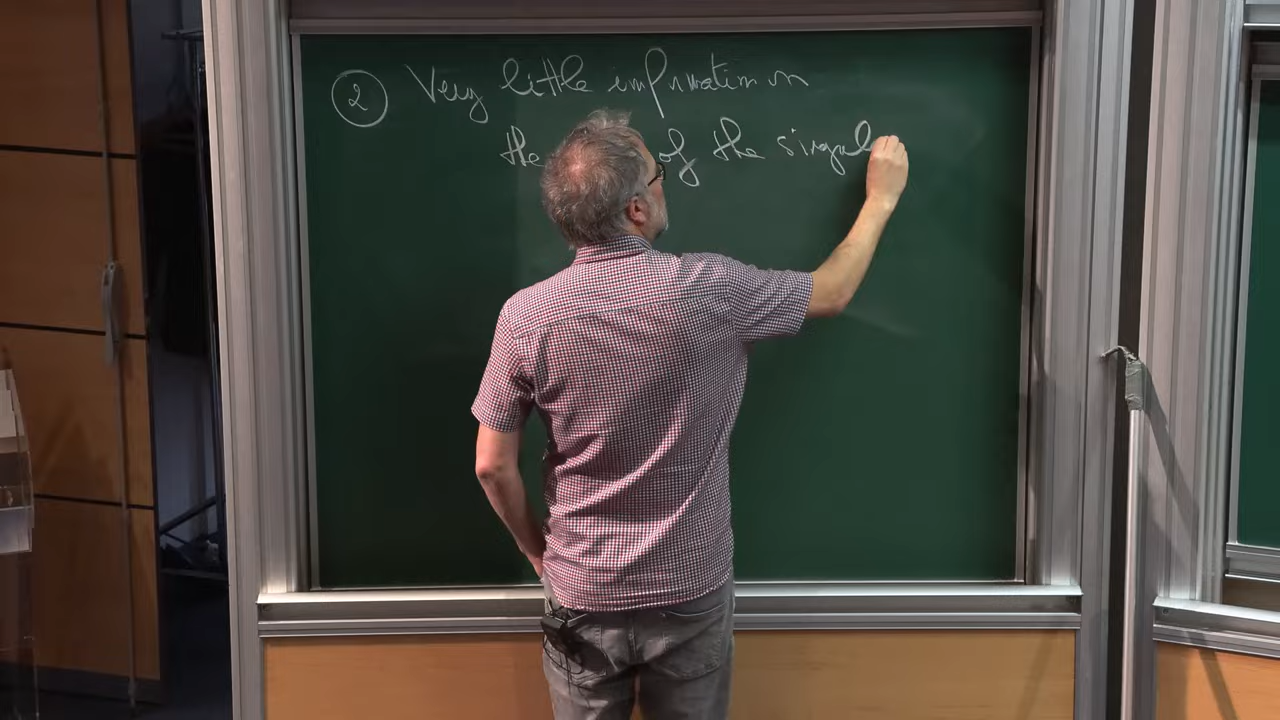 ② Very little information on
the of the singul